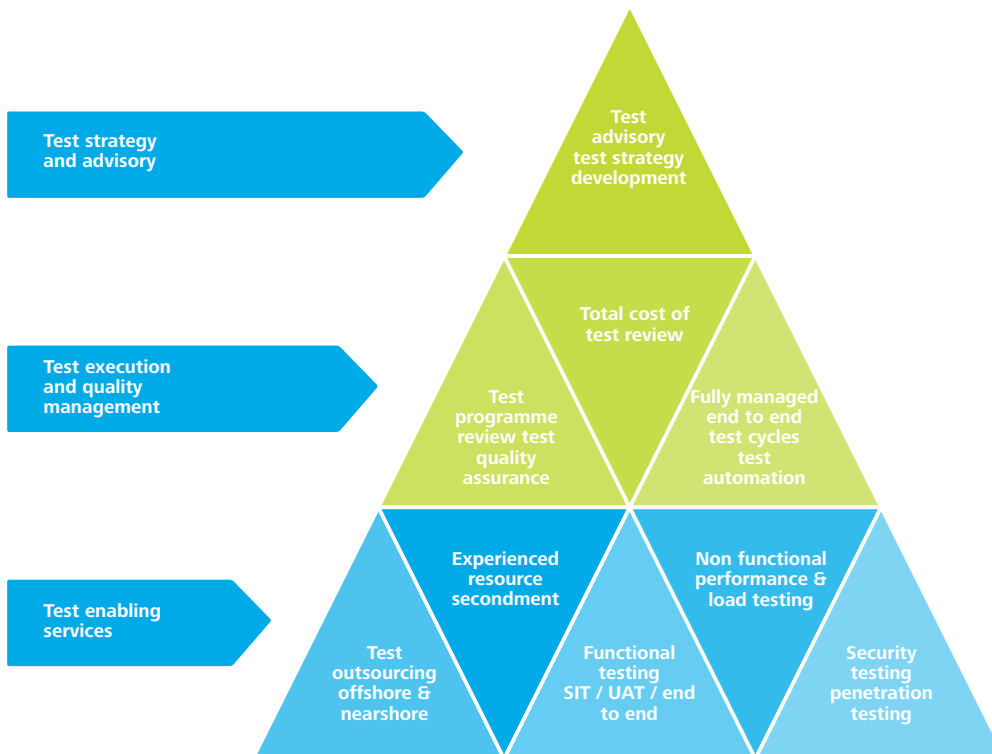 Test strategy
and advisory
Test
advisory
test strategy
development
Test execution
and quality
management
Total cost of
test review
Test
programme
review test
quality
assurance
Fully managed
end to end
test cycles
test
automation
Test enabling
services
Experienced
resource
secondment
Non functional
performance &
load testing
Test
outsourcing
offshore &
nearshore
Functional
testing
SIT / UAT / end
to end
Security
testing
penetration
testing